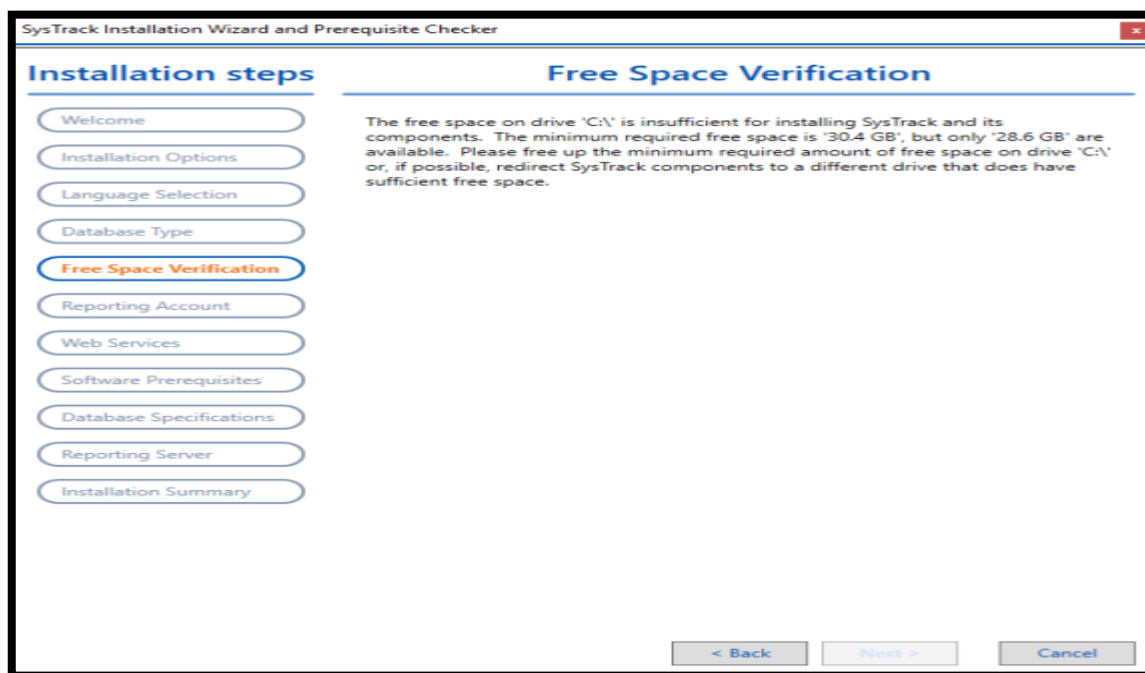 SysTrack Installation Wizard and Prerequisite Checker
Installation steps
Welcome
Installation Options
Language Selection
Database Type
Free Space Verification
Reporting Account
Web Services
Software Prerequisites
Database Specifications
Reporting Server
Installation Summary
Free Space Verification
The free space on drive 'C:\' is insufficient for installing SysTrack and its
components.  The minimum required free space is '30.4 GB', but only '28.6 GB' are
available.  Please free up the minimum required amount of free space on drive 'C:\'
or, if possible, redirect SysTrack components to a different drive that does have
sufficient free space.
< Back
Next >
Cancel